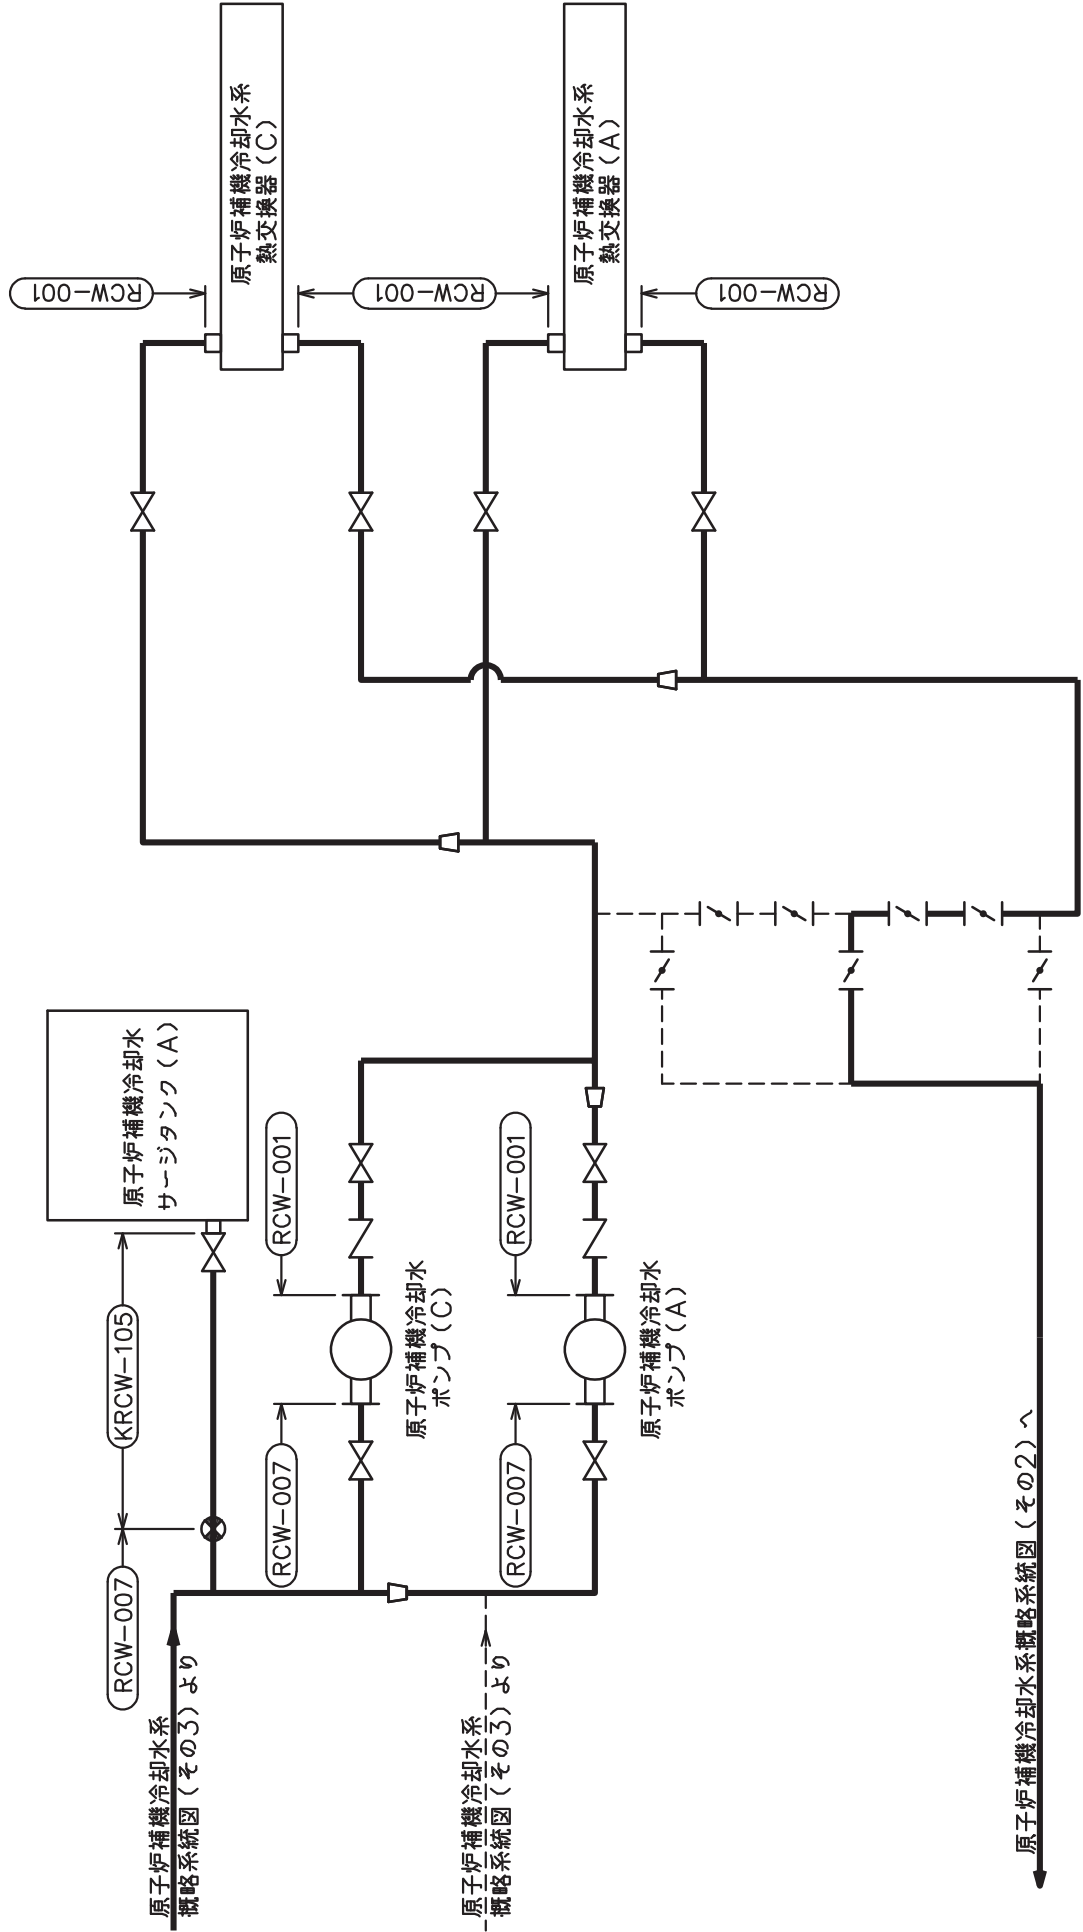 原子炉補機冷却水系
熱交換器(C)
原子炉補機冷却水系
熱交換器(A)
RCW-001
RCW-001
RCW-001
原子炉補機冷却水
サージタンク(A)
KRCW-105
RCW-007
RCW-001
RCW-007
原子炉補機冷却水
ポンプ(C)
RCW-001
RCW-007
原子炉補機冷却水
ポンプ(A)
原子炉補機冷却水系
概略系統図(その3)より
原子炉補機冷却水系
概略系統図(その3)より
原子炉補機冷却水系概略系統図(その2)へ